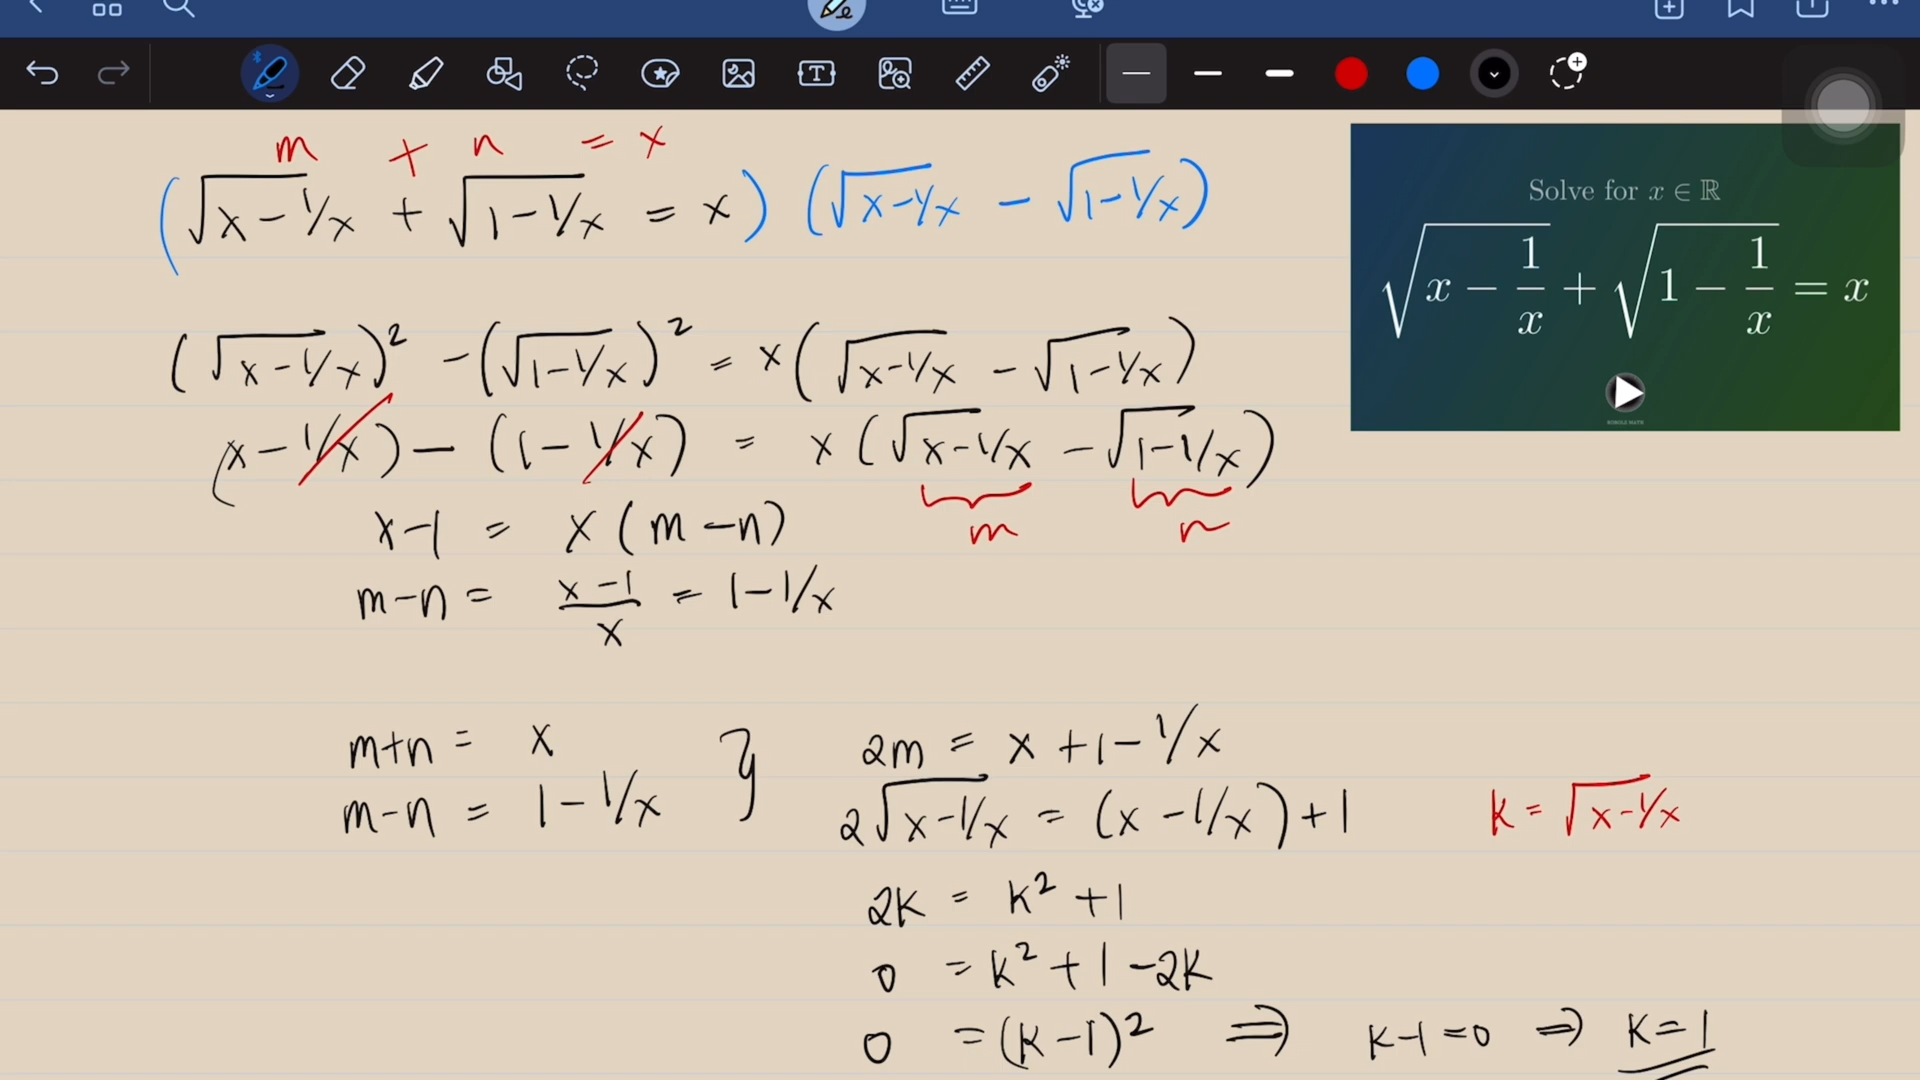 m + n = x
(√x-1/x + √1-1/x = x) (√x-1/x - √1-1/x)
Solve for x ∈ ℝ
√x - 1/x + √1 - 1/x = x
(√x-1/x)² - (√1-1/x)² = x(√x-1/x - √1-1/x)
(x-1/x) - (1-1/x) = x(√x-1/x - √1-1/x)
m n
x-1 = x(m-n)
m-n = x-1/x = 1-1/x
m+n = x
m-n = 1-1/x
2m = x+1-1/x
2√x-1/x = (x-1/x)+1
k = √x-1/x
2k = k²+1
0 = k²+1-2k
0 = (k-1)² ⇒ k-1=0 ⇒ k=1